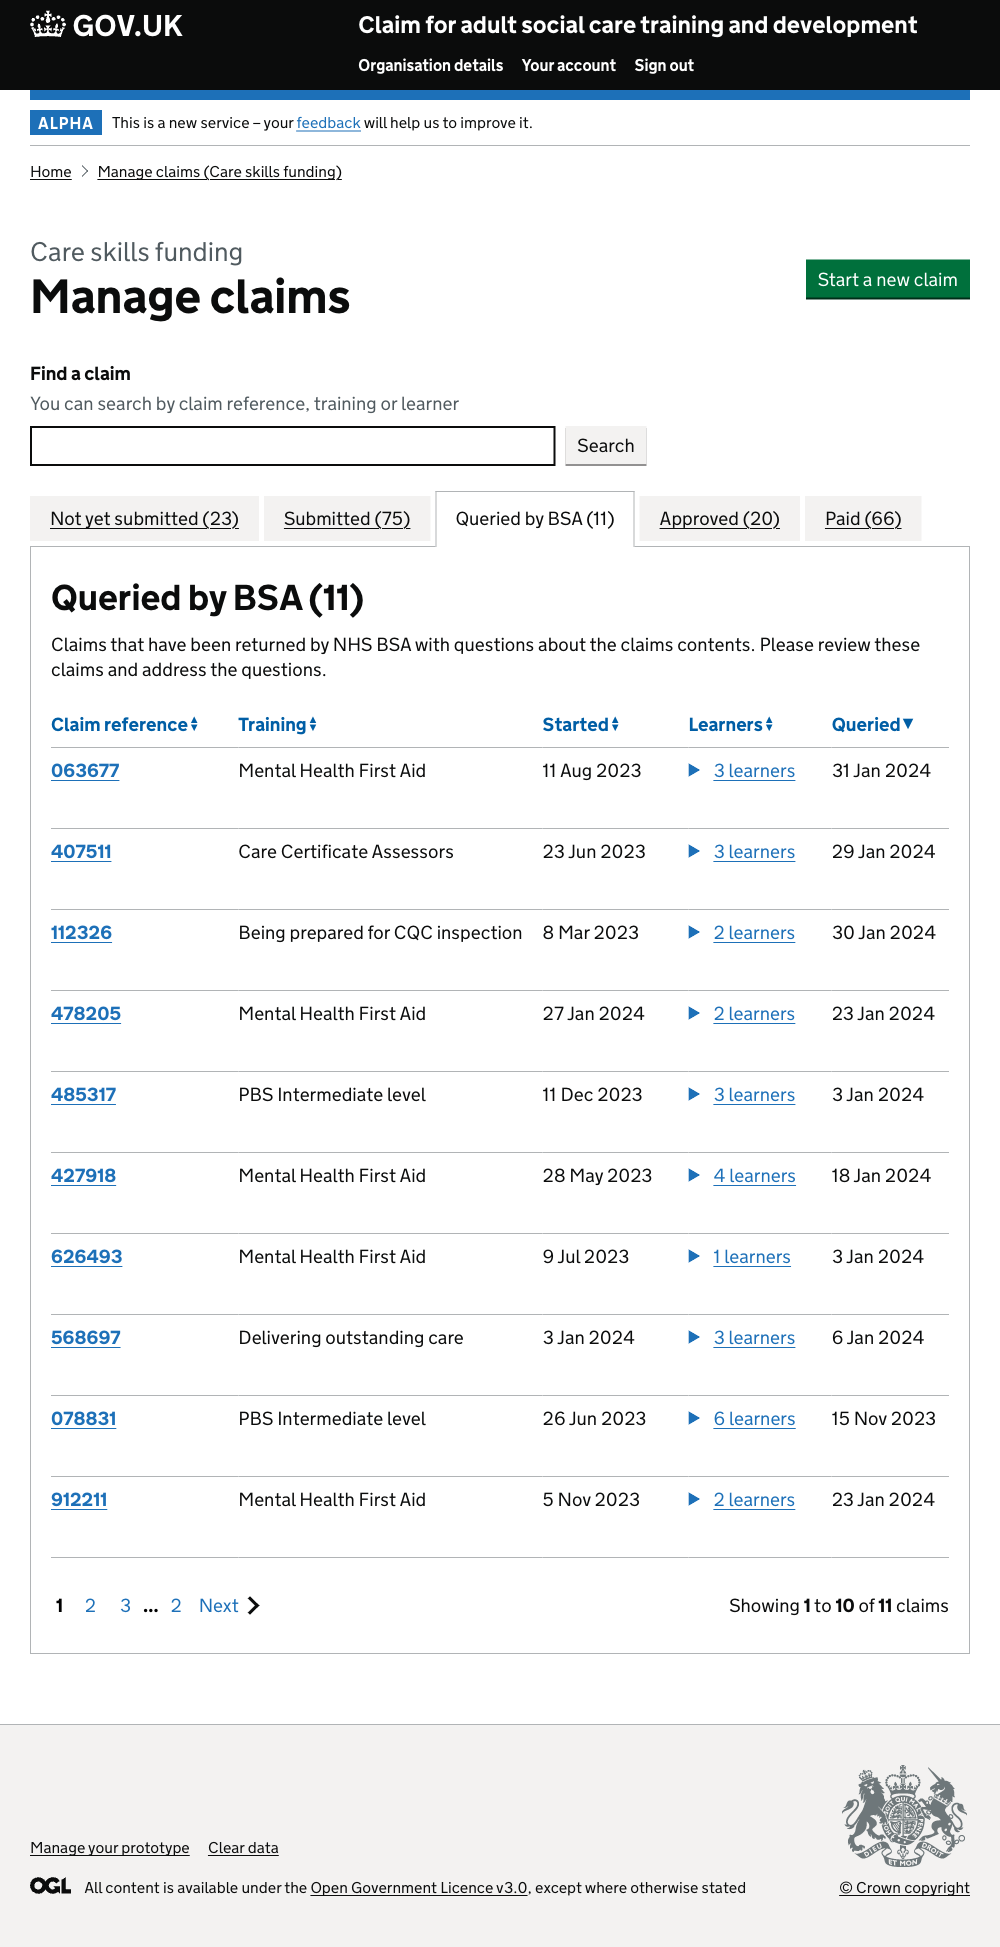 GOV.UK
Claim for adult social care training and development
Organisation details Your account Sign out
ALPHA This is a new service – your feedback will help us to improve it.
Home > Manage claims (Care skills funding)
Care skills funding
Manage claims
Start a new claim
Find a claim
You can search by claim reference, training or learner
Search
Not yet submitted (23) Submitted (75) Queried by BSA (11) Approved (20) Paid (66)
Queried by BSA (11)
Claims that have been returned by NHS BSA with questions about the claims contents. Please review these
claims and address the questions.
Claim reference Training Started Learners Queried
063677 Mental Health First Aid 11 Aug 2023 3 learners 31 Jan 2024
407511 Care Certificate Assessors 23 Jun 2023 3 learners 29 Jan 2024
112326 Being prepared for CQC inspection 8 Mar 2023 2 learners 30 Jan 2024
478205 Mental Health First Aid 27 Jan 2024 2 learners 23 Jan 2024
485317 PBS Intermediate level 11 Dec 2023 3 learners 3 Jan 2024
427918 Mental Health First Aid 28 May 2023 4 learners 18 Jan 2024
626493 Mental Health First Aid 9 Jul 2023 1 learners 3 Jan 2024
568697 Delivering outstanding care 3 Jan 2024 3 learners 6 Jan 2024
078831 PBS Intermediate level 26 Jun 2023 6 learners 15 Nov 2023
912211 Mental Health First Aid 5 Nov 2023 2 learners 23 Jan 2024
1 2 3 ... 2 Next Showing 1 to 10 of 11 claims
DIEU ET MON DROIT
Manage your prototype Clear data
OGL All content is available under the Open Government Licence v3.0, except where otherwise stated
© Crown copyright